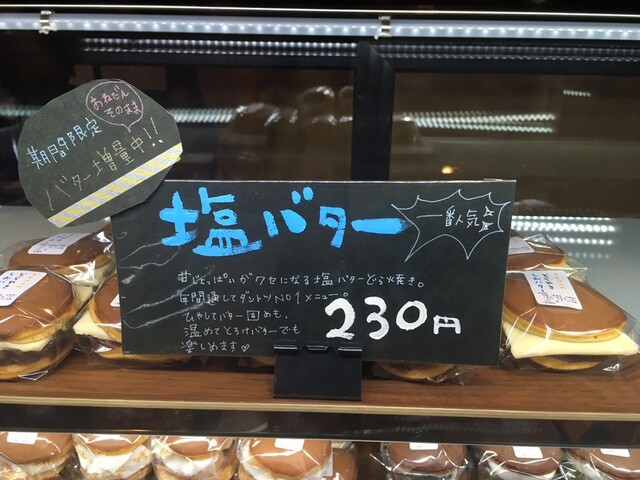 おねだん
そのまま
期間限定
バター増量中!!
塩バター
一番人気
甘じょっぱいがクセになる塩バターどら焼き。
年間通してダントツNO1メニュー。
ひやしてバター固めも、
温めてとろけバターでも
楽しめます♡
230円